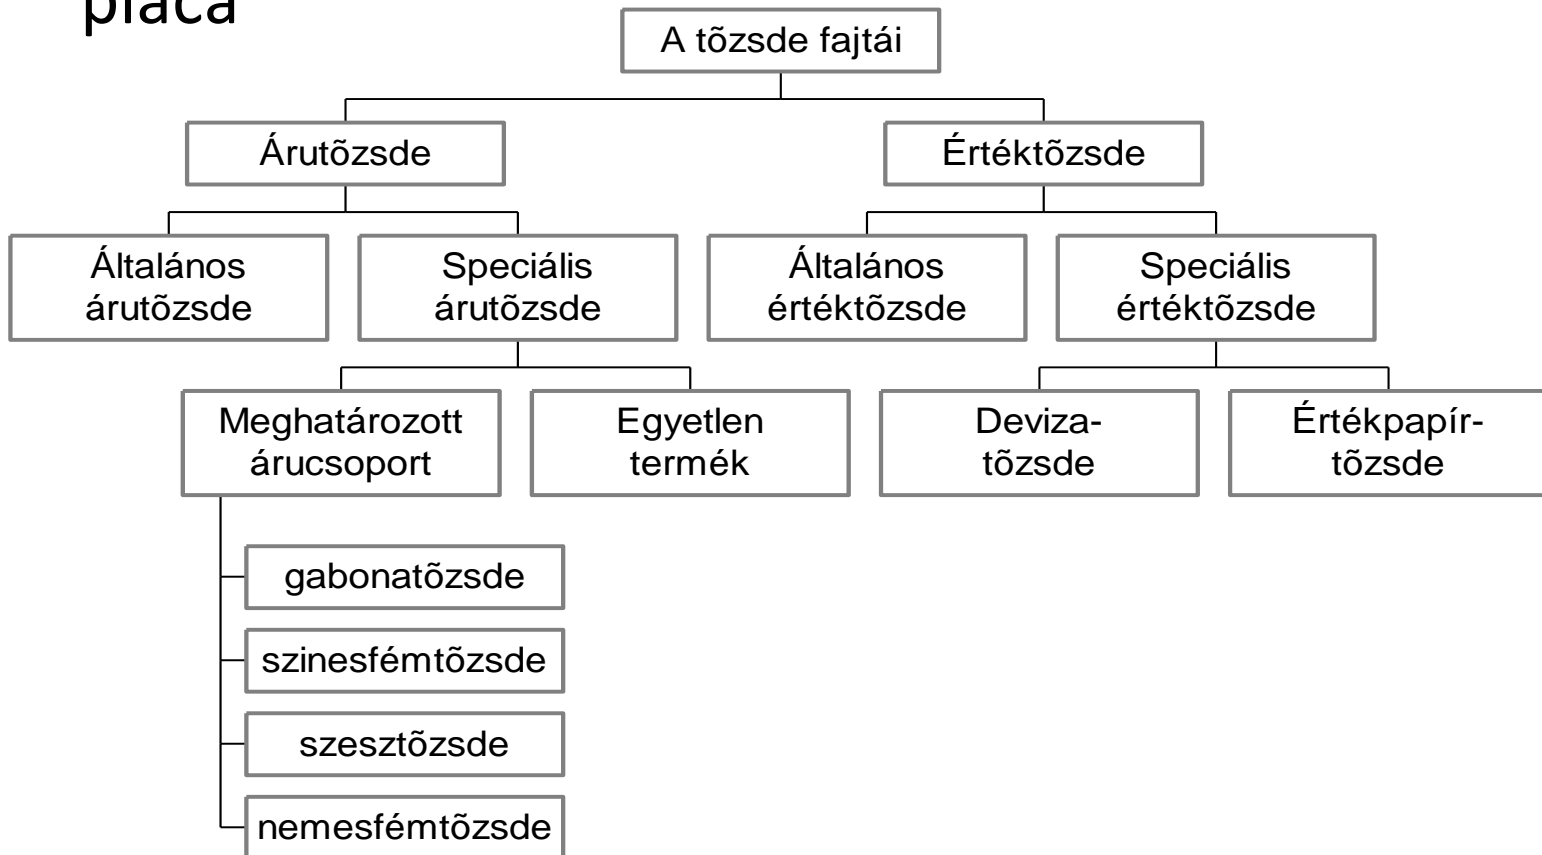 piaca
A tõzsde fajtái
Árutõzsde
Értéktõzsde
Általános
árutõzsde
Speciális
árutõzsde
Általános
értéktõzsde
Speciális
értéktõzsde
Meghatározott
árucsoport
Egyetlen
termék
Deviza-
tõzsde
Értékpapír-
tõzsde
gabonatõzsde
szinesfémtõzsde
szesztõzsde
nemesfémtõzsde